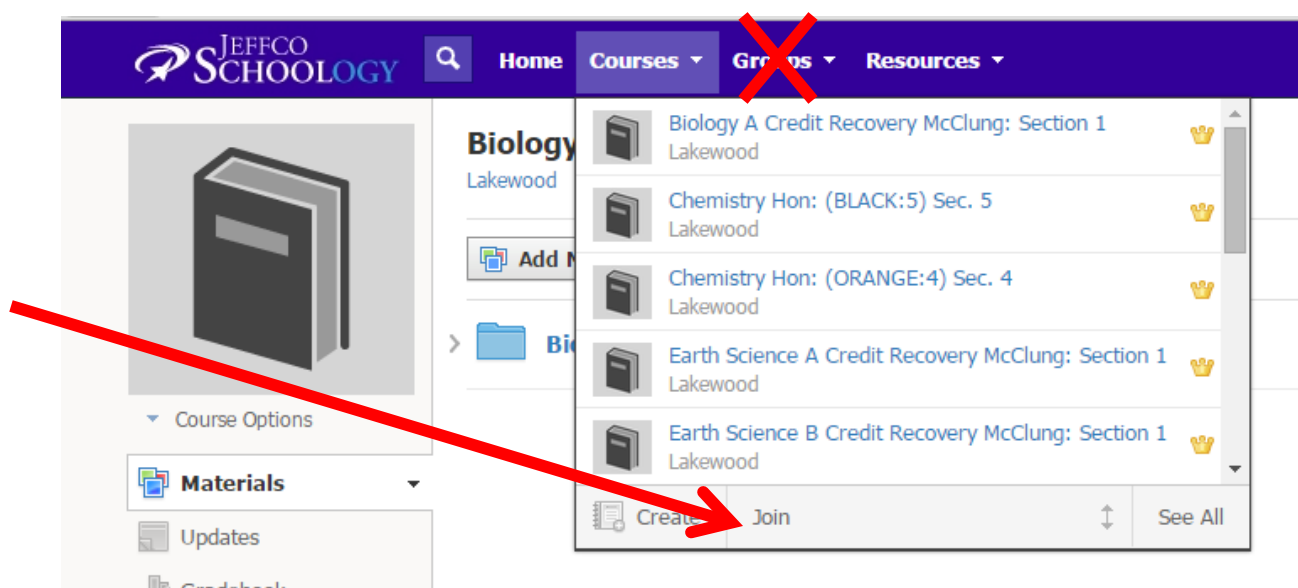 JEFFCO
SCHOOLOGY
Home
Courses
Groups
Resources
Biology
Lakewood
Add
Materials
Course Options
Updates
Biology A Credit Recovery McClung: Section 1
Lakewood
Chemistry Hon: (BLACK:5) Sec. 5
Lakewood
Chemistry Hon: (ORANGE:4) Sec. 4
Lakewood
Earth Science A Credit Recovery McClung: Section 1
Lakewood
Earth Science B Credit Recovery McClung: Section 1
Lakewood
Create
Join
See All